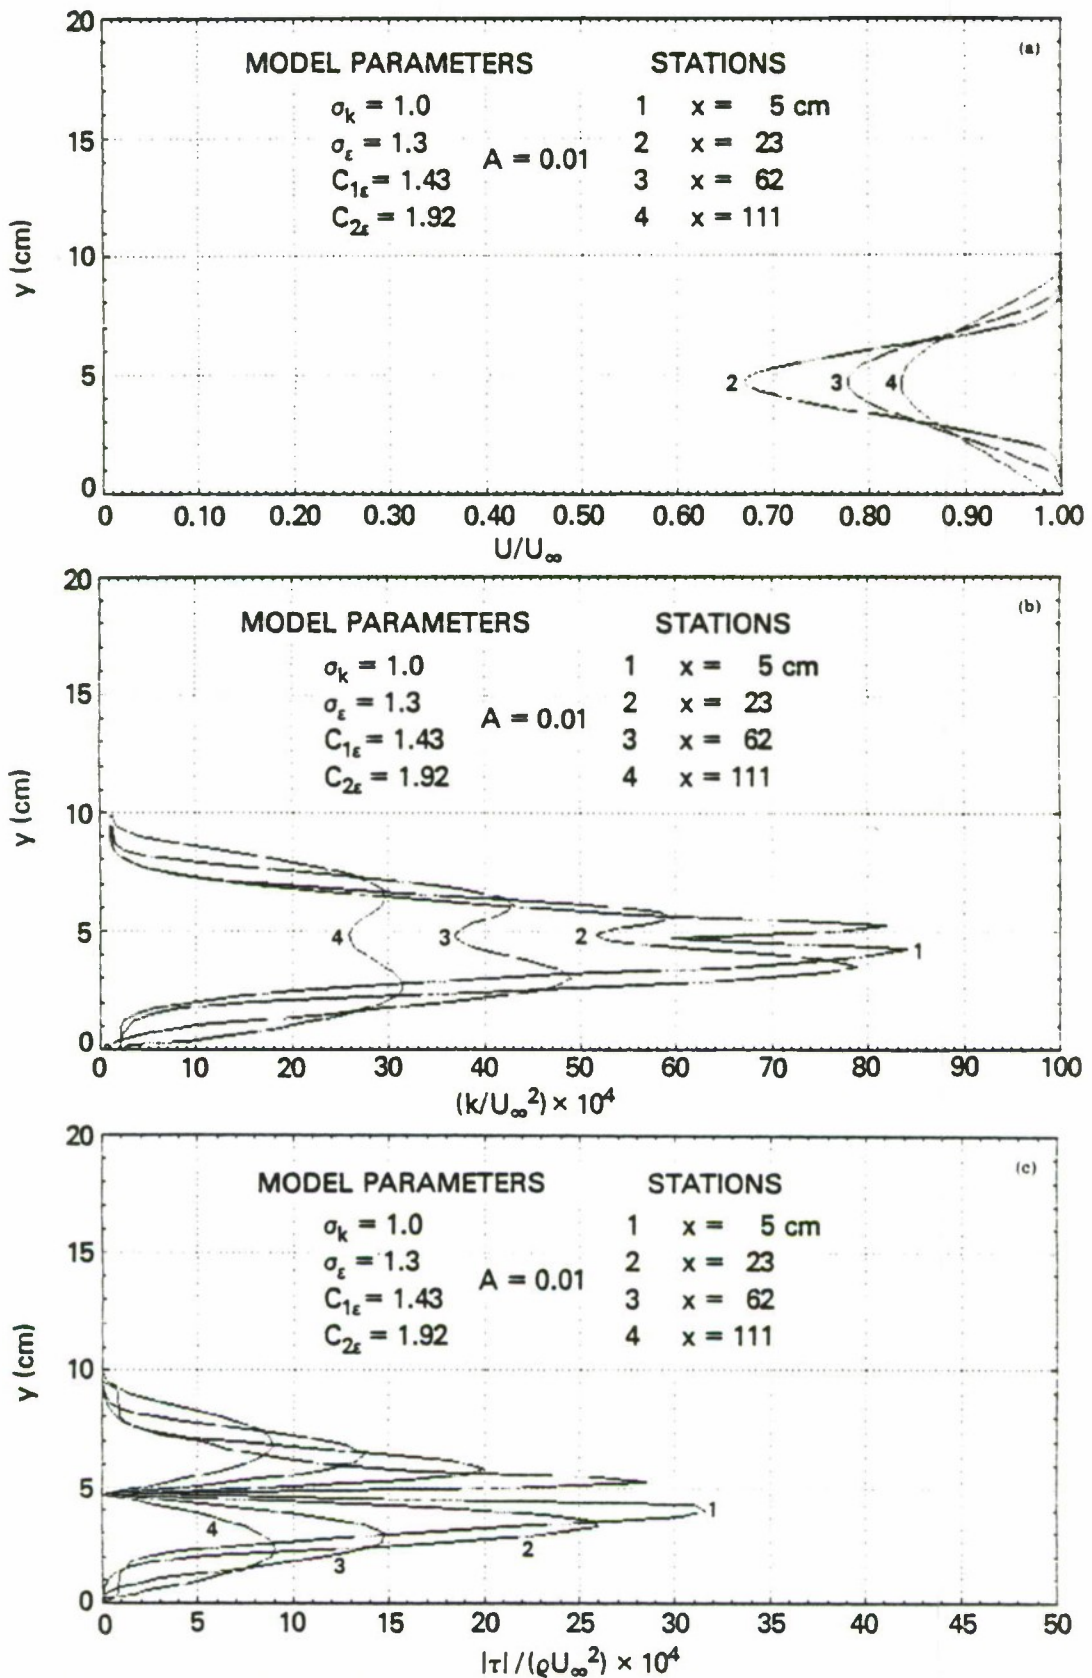 20
(a)
MODEL PARAMETERS STATIONS
σk = 1.0 1 x = 5 cm
σε = 1.3 2 x = 23
A = 0.01
C1ε = 1.43 3 x = 62
C2ε = 1.92 4 x = 111
15
y (cm)
10
5
2 3 4
0
0 0.10 0.20 0.30 0.40 0.50 0.60 0.70 0.80 0.90 1.00
U/U∞
20
(b)
MODEL PARAMETERS STATIONS
σk = 1.0 1 x = 5 cm
σε = 1.3 2 x = 23
A = 0.01
C1ε = 1.43 3 x = 62
C2ε = 1.92 4 x = 111
15
y (cm)
10
5
4 3 2 1
0
0 10 20 30 40 50 60 70 80 90 100
(k/U∞²) × 10⁴
20
(c)
MODEL PARAMETERS STATIONS
σk = 1.0 1 x = 5 cm
σε = 1.3 2 x = 23
A = 0.01
C1ε = 1.43 3 x = 62
C2ε = 1.92 4 x = 111
15
y (cm)
10
5
1
4
2
3
0
0 5 10 15 20 25 30 35 40 45 50
|τ|/(ϱU∞²) × 10⁴